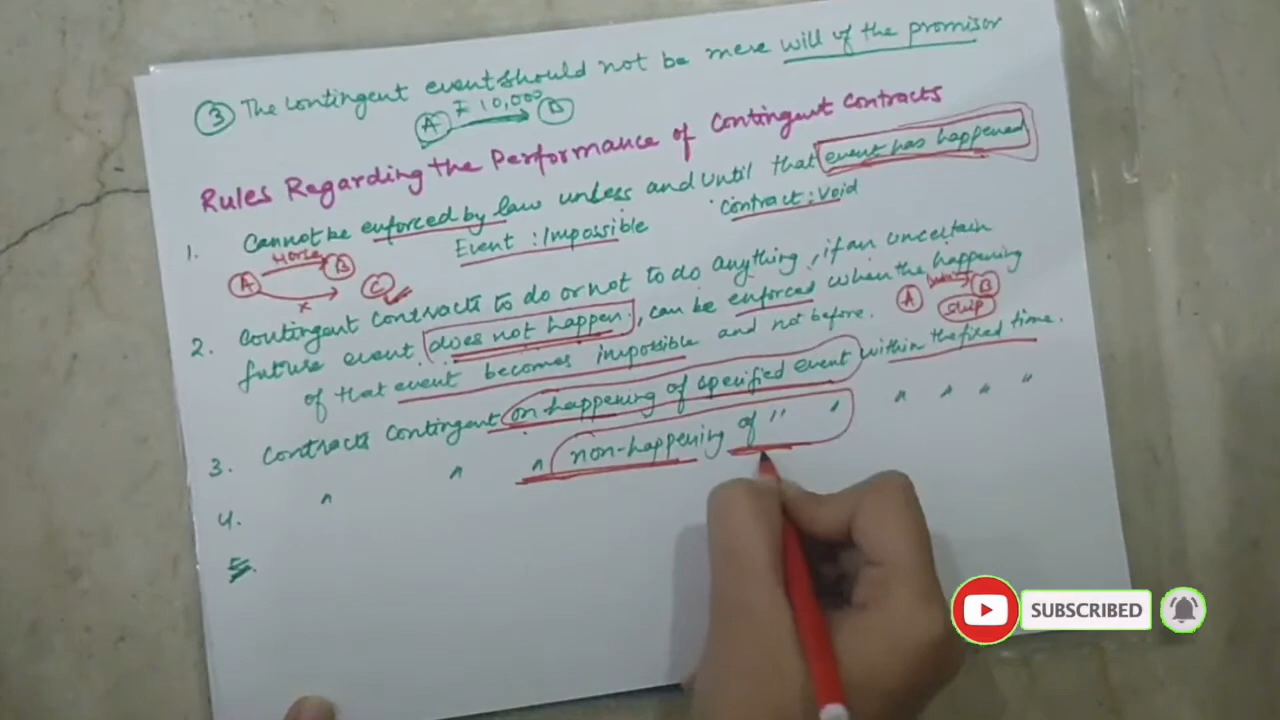 ③ The contingent event should not be mere will of the promisor
A ₹ 10,000 B
Rules Regarding the Performance of Contingent Contracts
1. Cannot be enforced by law unless and until that event has happened
Event : Impossible Contract : Void
A Horse B
x C
2. Contingent contracts to do or not to do anything, if an uncertain
future event does not happen, can be enforced when the happening
of that event becomes impossible and not before.
A B
ship
3. Contracts contingent on happening of specified event within the fixed time.
4. " " " non-happening of " " " " " "
5.
SUBSCRIBED